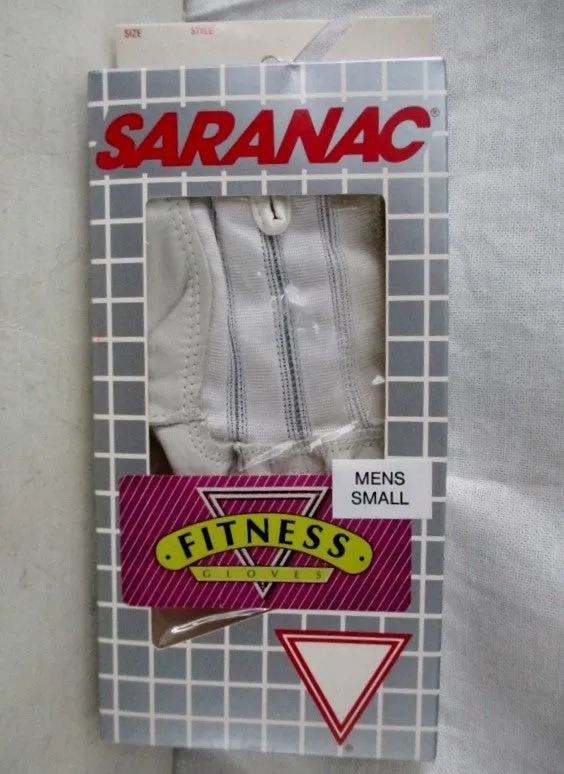 SIZE STYLE
SARANAC®
MENS
SMALL
· FITNESS ·
GLOVES
®